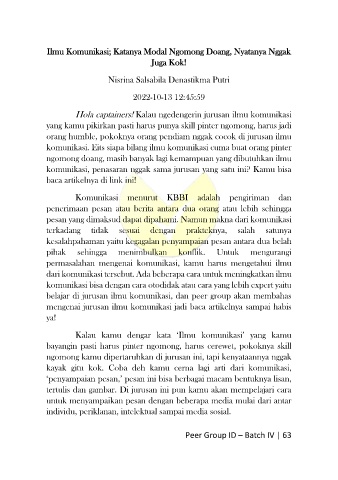 Ilmu Komunikasi; Katanya Modal Ngomong Doang, Nyatanya Nggak
Juga Kok!
Nisrina Salsabila Denastikma Putri
2022-10-13 12:45:59
Hola captainers! Kalau ngedengerin jurusan ilmu komunikasi
yang kamu pikirkan pasti harus punya skill pinter ngomong, harus jadi
orang humble, pokoknya orang pendiam nggak cocok di jurusan ilmu
komunikasi. Eits siapa bilang ilmu komunikasi cuma buat orang pinter
ngomong doang, masih banyak lagi kemampuan yang dibutuhkan ilmu
komunikasi, penasaran nggak sama jurusan yang satu ini? Kamu bisa
baca artikelnya di link ini!
Komunikasi menurut KBBI adalah pengiriman dan
penerimaan pesan atau berita antara dua orang atau lebih sehingga
pesan yang dimaksud dapat dipahami. Namun makna dari komunikasi
terkadang tidak sesuai dengan prakteknya, salah satunya
kesalahpahaman yaitu kegagalan penyampaian pesan antara dua belah
pihak sehingga menimbulkan konflik. Untuk mengurangi
permasalahan mengenai komunikasi, kamu harus mengetahui ilmu
dari komunikasi tersebut. Ada beberapa cara untuk meningkatkan ilmu
komunikasi bisa dengan cara otodidak atau cara yang lebih expert yaitu
belajar di jurusan ilmu komunikasi, dan peer group akan membahas
mengenai jurusan ilmu komunikasi jadi baca artikelnya sampai habis
ya!
Kalau kamu dengar kata ‘Ilmu komunikasi’ yang kamu
bayangin pasti harus pinter ngomong, harus cerewet, pokoknya skill
ngomong kamu dipertaruhkan di jurusan ini, tapi kenyataannya nggak
kayak gitu kok. Coba deh kamu cerna lagi arti dari komunikasi,
‘penyampaian pesan,’ pesan ini bisa berbagai macam bentuknya lisan,
tertulis dan gambar. Di jurusan ini pun kamu akan mempelajari cara
untuk menyampaikan pesan dengan beberapa media mulai dari antar
individu, periklanan, intelektual sampai media sosial.
Peer Group ID – Batch IV | 63